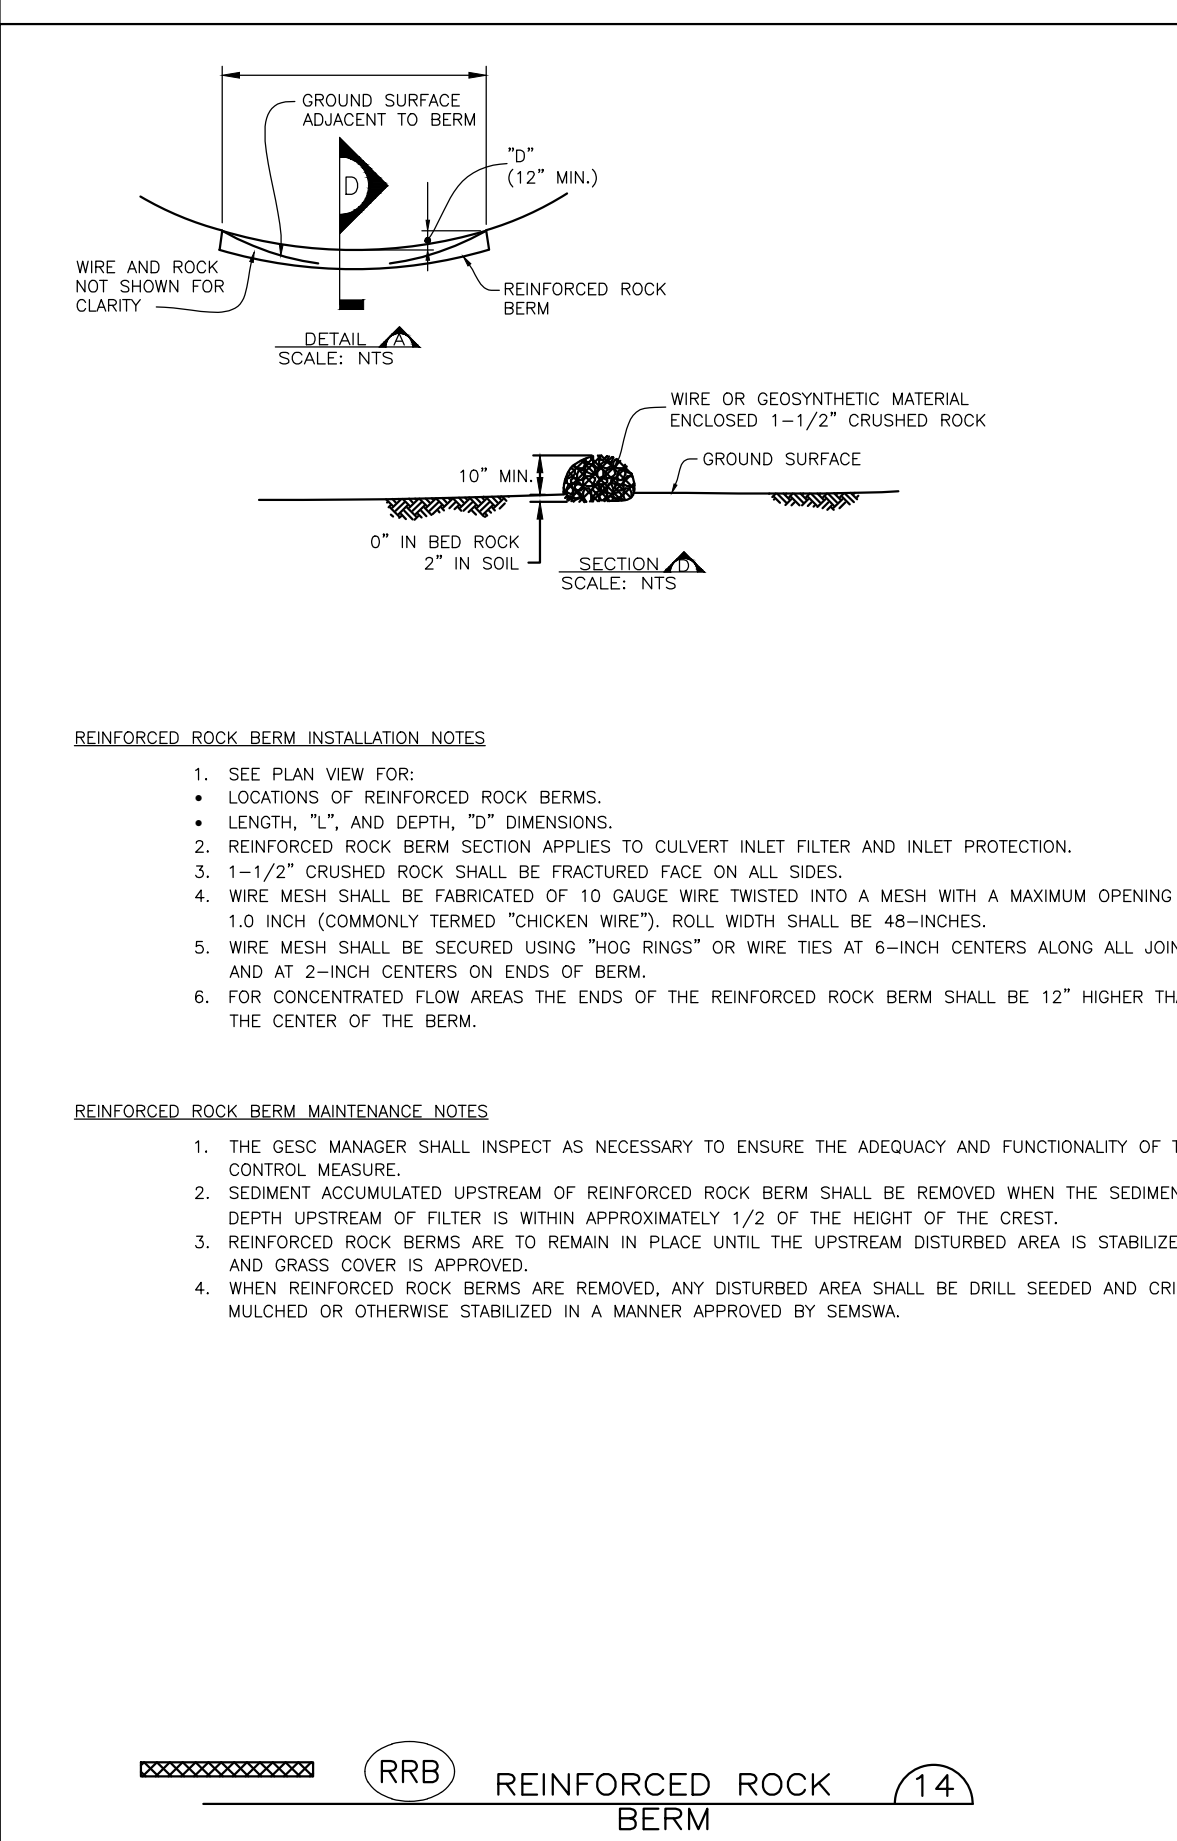 GROUND SURFACE
ADJACENT TO BERM
"D"
(12" MIN.)
D
WIRE AND ROCK
NOT SHOWN FOR
CLARITY
REINFORCED ROCK
BERM
DETAIL A
SCALE: NTS
WIRE OR GEOSYNTHETIC MATERIAL
ENCLOSED 1-1/2" CRUSHED ROCK
GROUND SURFACE
10" MIN.
0" IN BED ROCK
2" IN SOIL
SECTION D
SCALE: NTS
REINFORCED ROCK BERM INSTALLATION NOTES
1. SEE PLAN VIEW FOR:
• LOCATIONS OF REINFORCED ROCK BERMS.
• LENGTH, "L", AND DEPTH, "D" DIMENSIONS.
2. REINFORCED ROCK BERM SECTION APPLIES TO CULVERT INLET FILTER AND INLET PROTECTION.
3. 1-1/2" CRUSHED ROCK SHALL BE FRACTURED FACE ON ALL SIDES.
4. WIRE MESH SHALL BE FABRICATED OF 10 GAUGE WIRE TWISTED INTO A MESH WITH A MAXIMUM OPENING
1.0 INCH (COMMONLY TERMED "CHICKEN WIRE"). ROLL WIDTH SHALL BE 48-INCHES.
5. WIRE MESH SHALL BE SECURED USING "HOG RINGS" OR WIRE TIES AT 6-INCH CENTERS ALONG ALL
AND AT 2-INCH CENTERS ON ENDS OF BERM.
6. FOR CONCENTRATED FLOW AREAS THE ENDS OF THE REINFORCED ROCK BERM SHALL BE 12" HIGHER
THE CENTER OF THE BERM.
REINFORCED ROCK BERM MAINTENANCE NOTES
1. THE GESC MANAGER SHALL INSPECT AS NECESSARY TO ENSURE THE ADEQUACY AND FUNCTIONALITY OF
CONTROL MEASURE.
2. SEDIMENT ACCUMULATED UPSTREAM OF REINFORCED ROCK BERM SHALL BE REMOVED WHEN THE
DEPTH UPSTREAM OF FILTER IS WITHIN APPROXIMATELY 1/2 OF THE HEIGHT OF THE CREST.
3. REINFORCED ROCK BERMS ARE TO REMAIN IN PLACE UNTIL THE UPSTREAM DISTURBED AREA IS
AND GRASS COVER IS APPROVED.
4. WHEN REINFORCED ROCK BERMS ARE REMOVED, ANY DISTURBED AREA SHALL BE DRILL SEEDED AND
MULCHED OR OTHERWISE STABILIZED IN A MANNER APPROVED BY SEMSWA.
RRB
REINFORCED ROCK
BERM
14